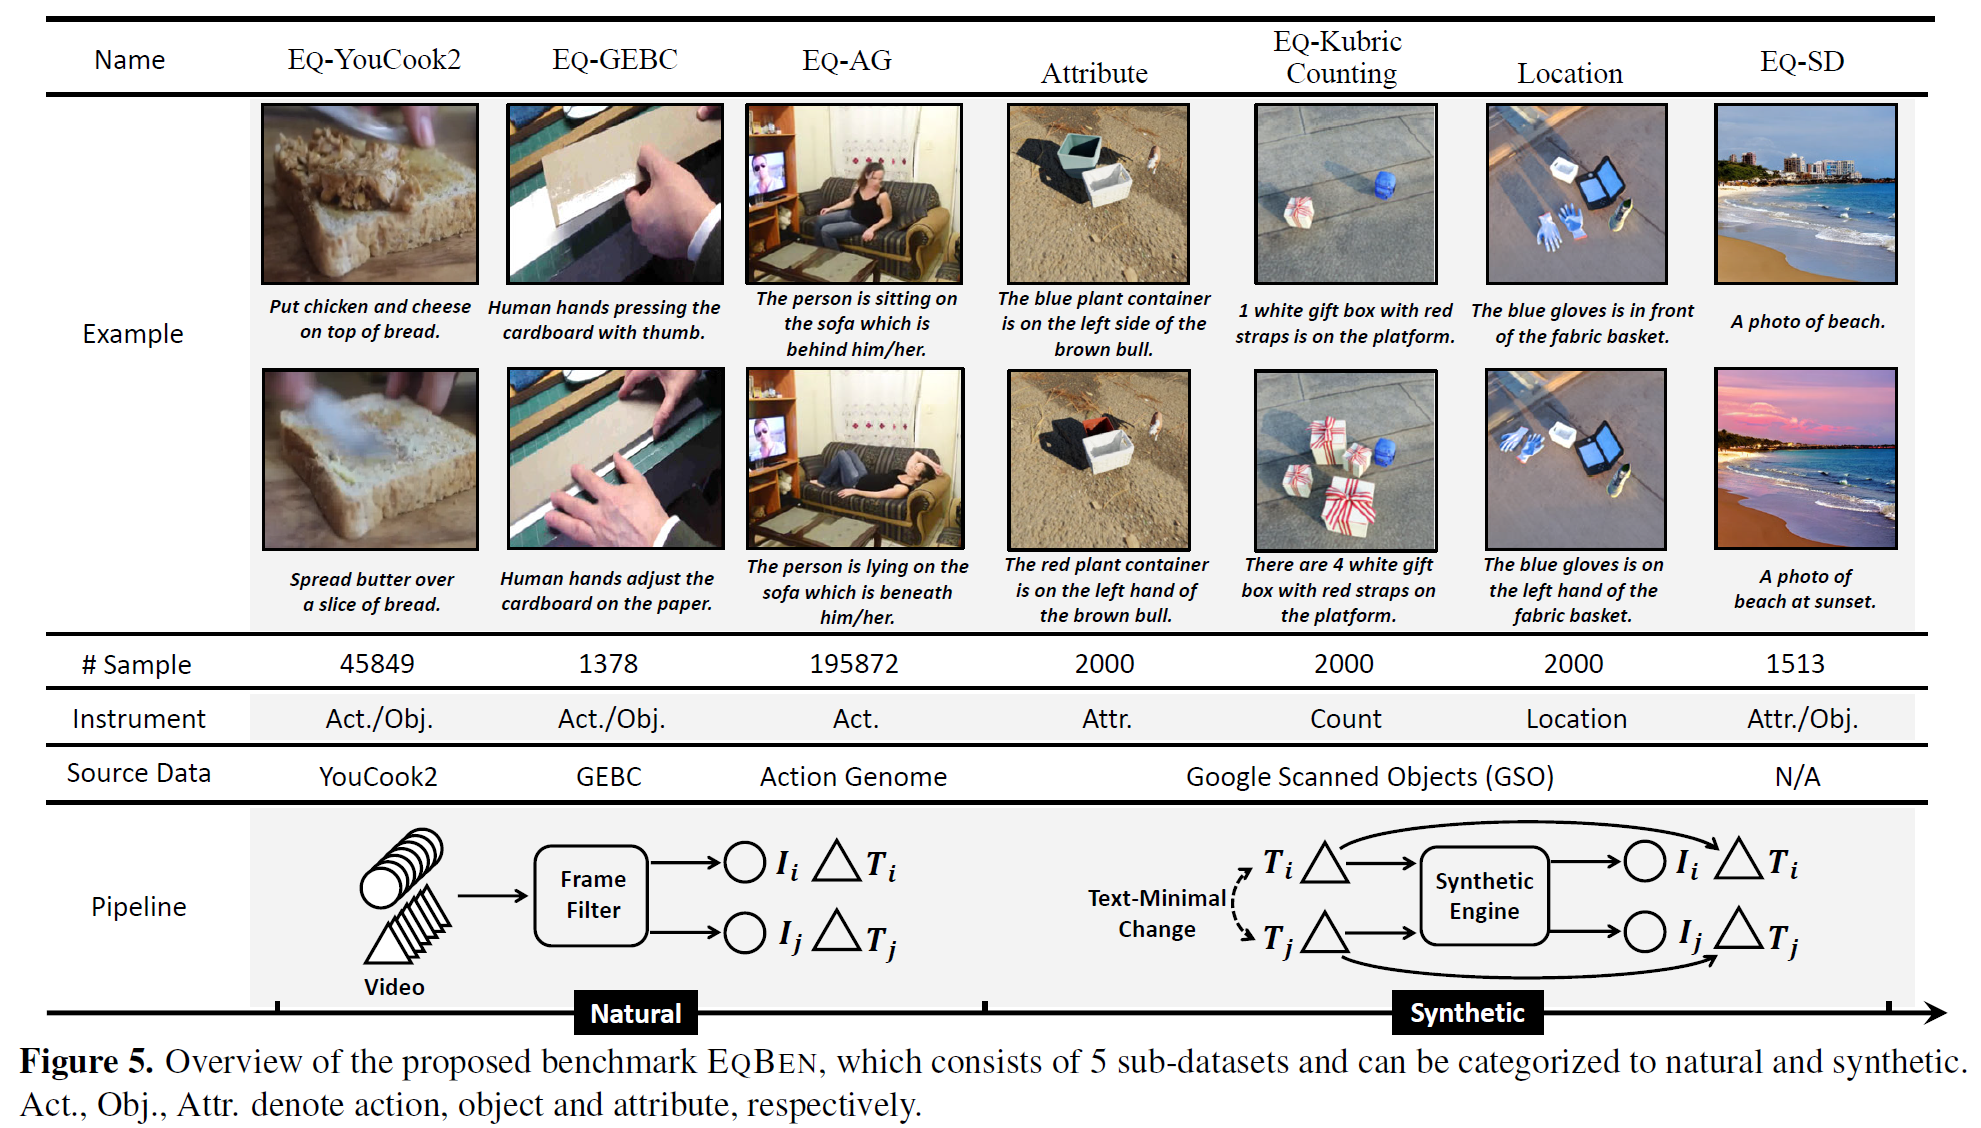 Name
EQ-YouCook2
EQ-GEBC
EQ-AG
EQ-Kubric
Attribute
Counting
Location
EQ-SD
Example
Put chicken and cheese
on top of bread.
Human hands pressing the
cardboard with thumb.
The person is sitting on
the sofa which is
behind him/her.
The blue plant container
is on the left side of the
brown bull.
1 white gift box with red
straps is on the platform.
The blue gloves is in front
of the fabric basket.
A photo of beach.
Spread butter over
a slice of bread.
Human hands adjust the
cardboard on the paper.
The person is lying on the
sofa which is beneath
him/her.
The red plant container
is on the left hand of
the brown bull.
There are 4 white gift
box with red straps on
the platform.
The blue gloves is on
the left hand of the
fabric basket.
A photo of
beach at sunset.
# Sample
45849
1378
195872
2000
2000
2000
1513
Instrument
Act./Obj.
Act./Obj.
Act.
Attr.
Count
Location
Attr./Obj.
Source Data
YouCook2
GEBC
Action Genome
Google Scanned Objects (GSO)
N/A
Pipeline
Video
Frame
Filter
I_i
T_i
I_j
T_j
Text-Minimal
Change
T_i
T_j
Synthetic
Engine
I_i
T_i
I_j
T_j
Natural
Synthetic
Figure 5. Overview of the proposed benchmark EQBEN, which consists of 5 sub-datasets and can be categorized to natural and synthetic.
Act., Obj., Attr. denote action, object and attribute, respectively.